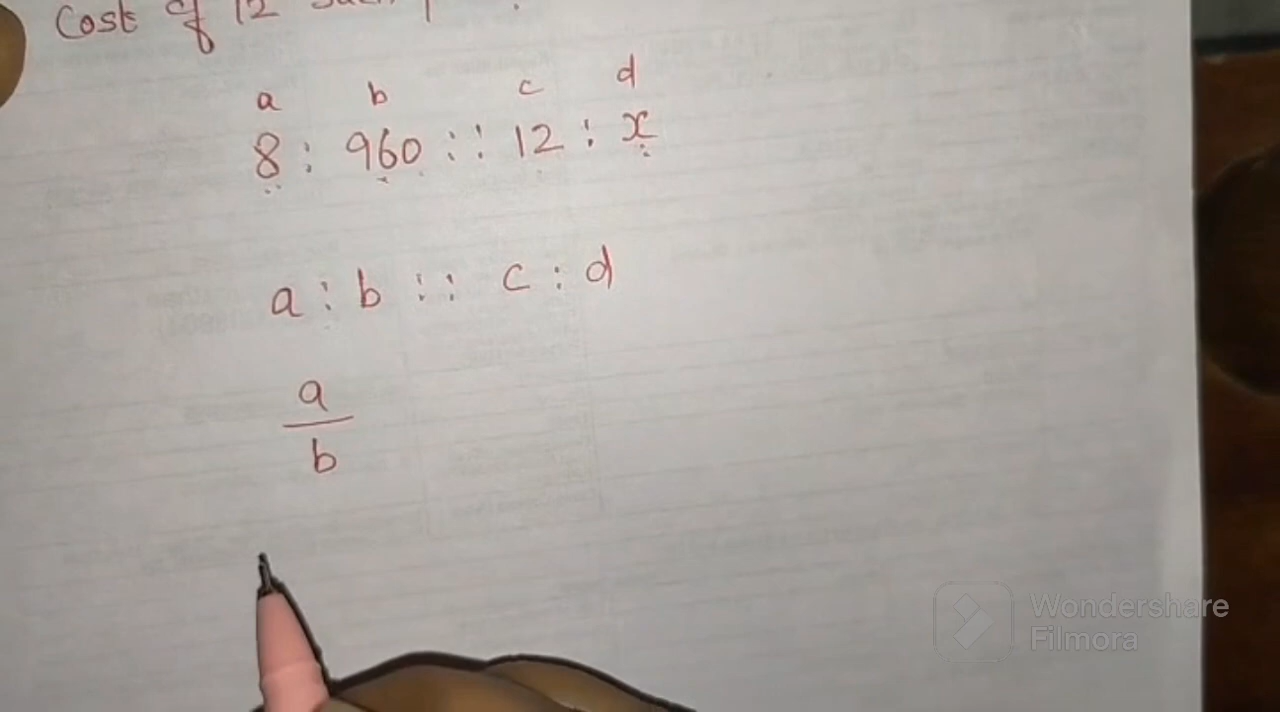 Cost of 12
a b c d
8 : 960 :: 12 : x
a : b :: c : d
a
b
Wondershare
Filmora